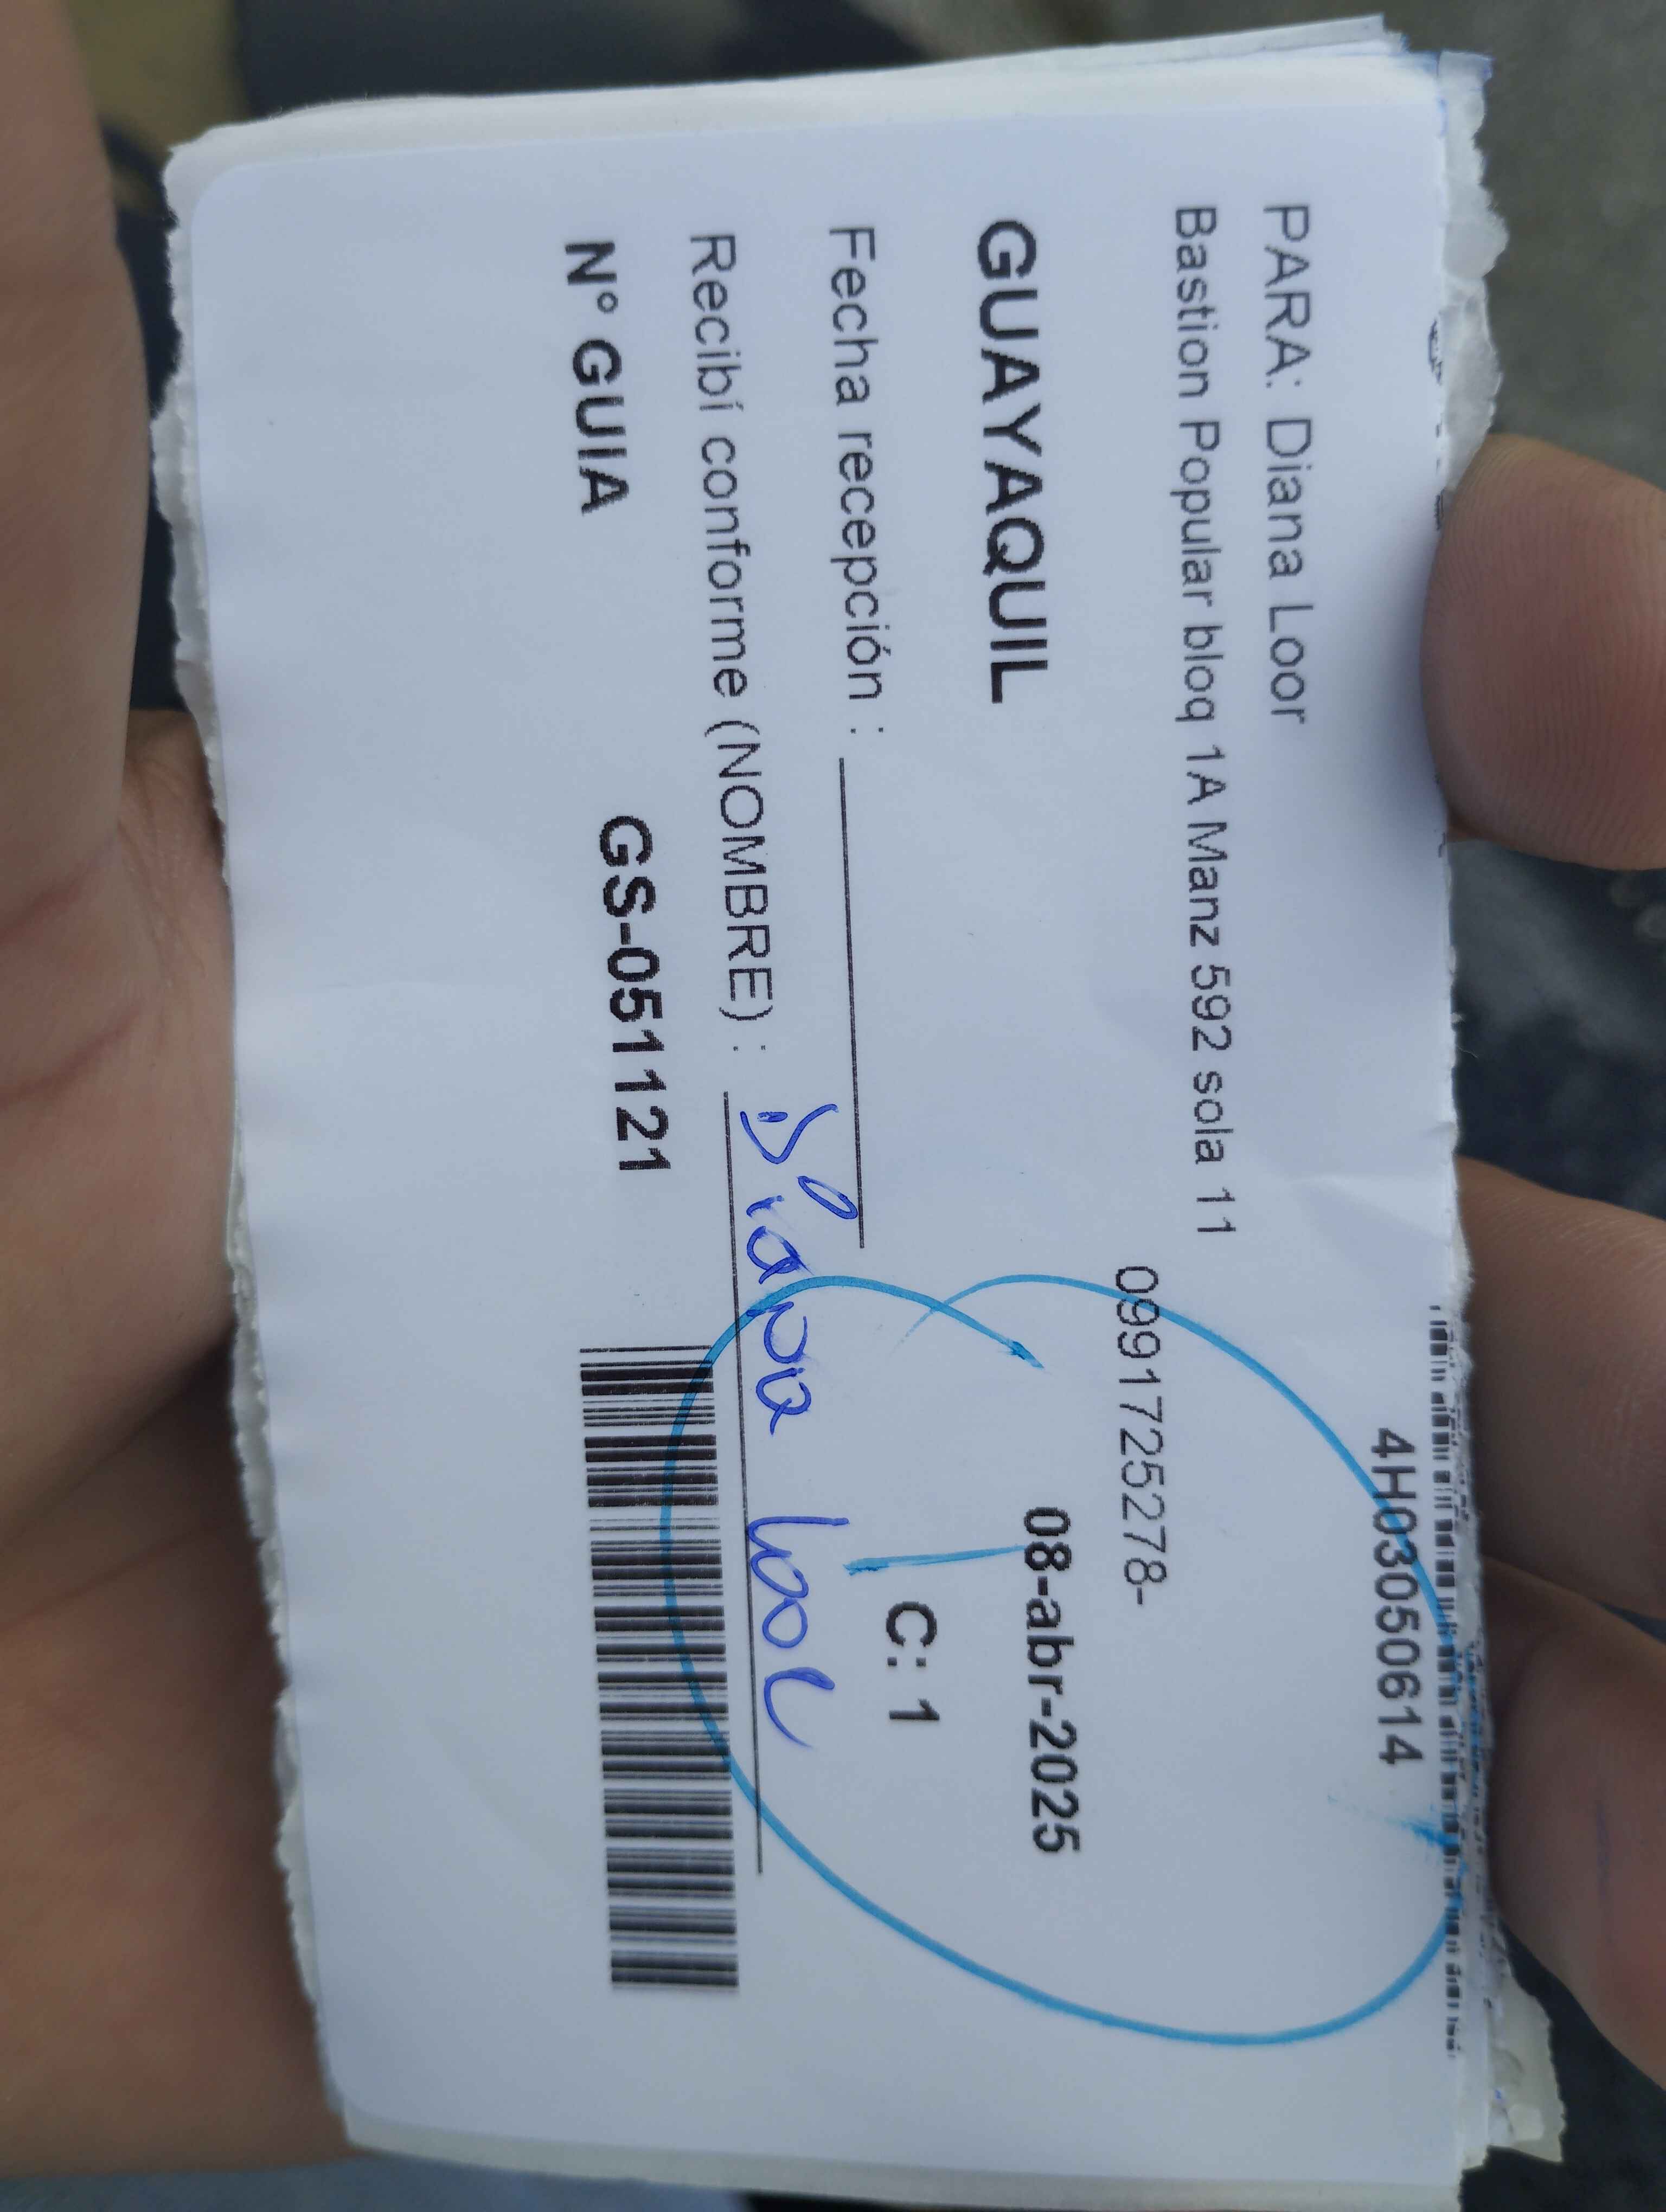 4H03050614
PARA: Diana Loor
Bastion Popular bloq 1A Manz 592 sola 11
0991725278-
GUAYAQUIL 08-abr-2025
Fecha recepción : C: 1
Recibí conforme (NOMBRE) : Diana Loor
N° GUIA GS-051121